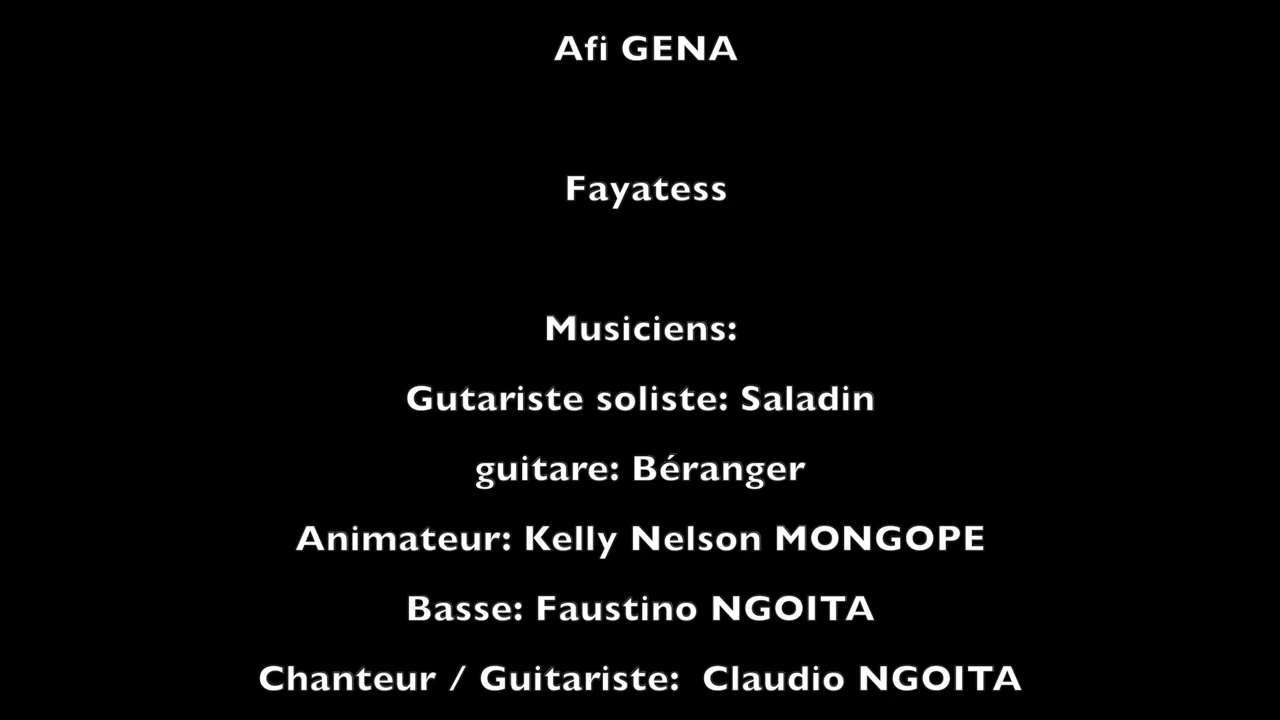 Afi GENA
Fayatess
Musiciens:
Gutariste soliste: Saladin
guitare: Béranger
Animateur: Kelly Nelson MONGOPE
Basse: Faustino NGOITA
Chanteur / Guitariste: Claudio NGOITA